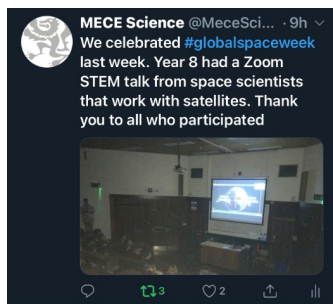 MECE Science @MeceSci... · 9h
We celebrated #globalspaceweek
last week. Year 8 had a Zoom
STEM talk from space scientists
that work with satellites. Thank
you to all who participated
3
2